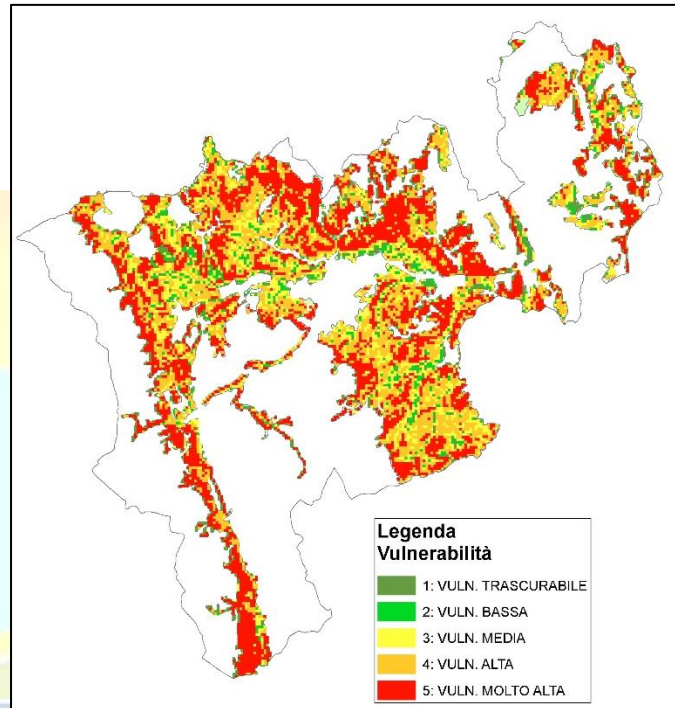 Legenda
Vulnerabilità
1: VULN. TRASCURABILE
2: VULN. BASSA
3: VULN. MEDIA
4: VULN. ALTA
5: VULN. MOLTO ALTA